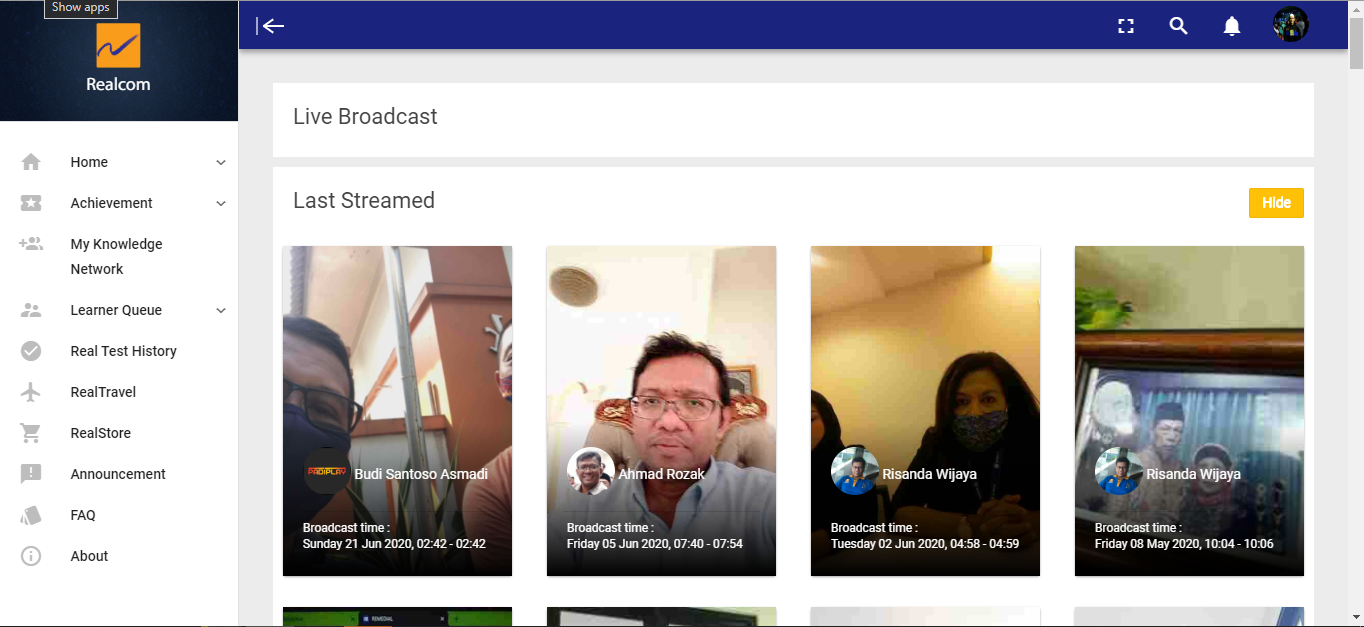 Show apps
Realcom
Home
Achievement
My Knowledge
Network
Learner Queue
Real Test History
RealTravel
RealStore
Announcement
FAQ
About
Live Broadcast
Last Streamed
Hide
PADIPLAY
Budi Santoso Asmadi
Broadcast time :
Sunday 21 Jun 2020, 02:42 - 02:42
Ahmad Rozak
Broadcast time :
Friday 05 Jun 2020, 07:40 - 07:54
Risanda Wijaya
Broadcast time :
Tuesday 02 Jun 2020, 04:58 - 04:59
Risanda Wijaya
Broadcast time :
Friday 08 May 2020, 10:04 - 10:06
REMEDIAL